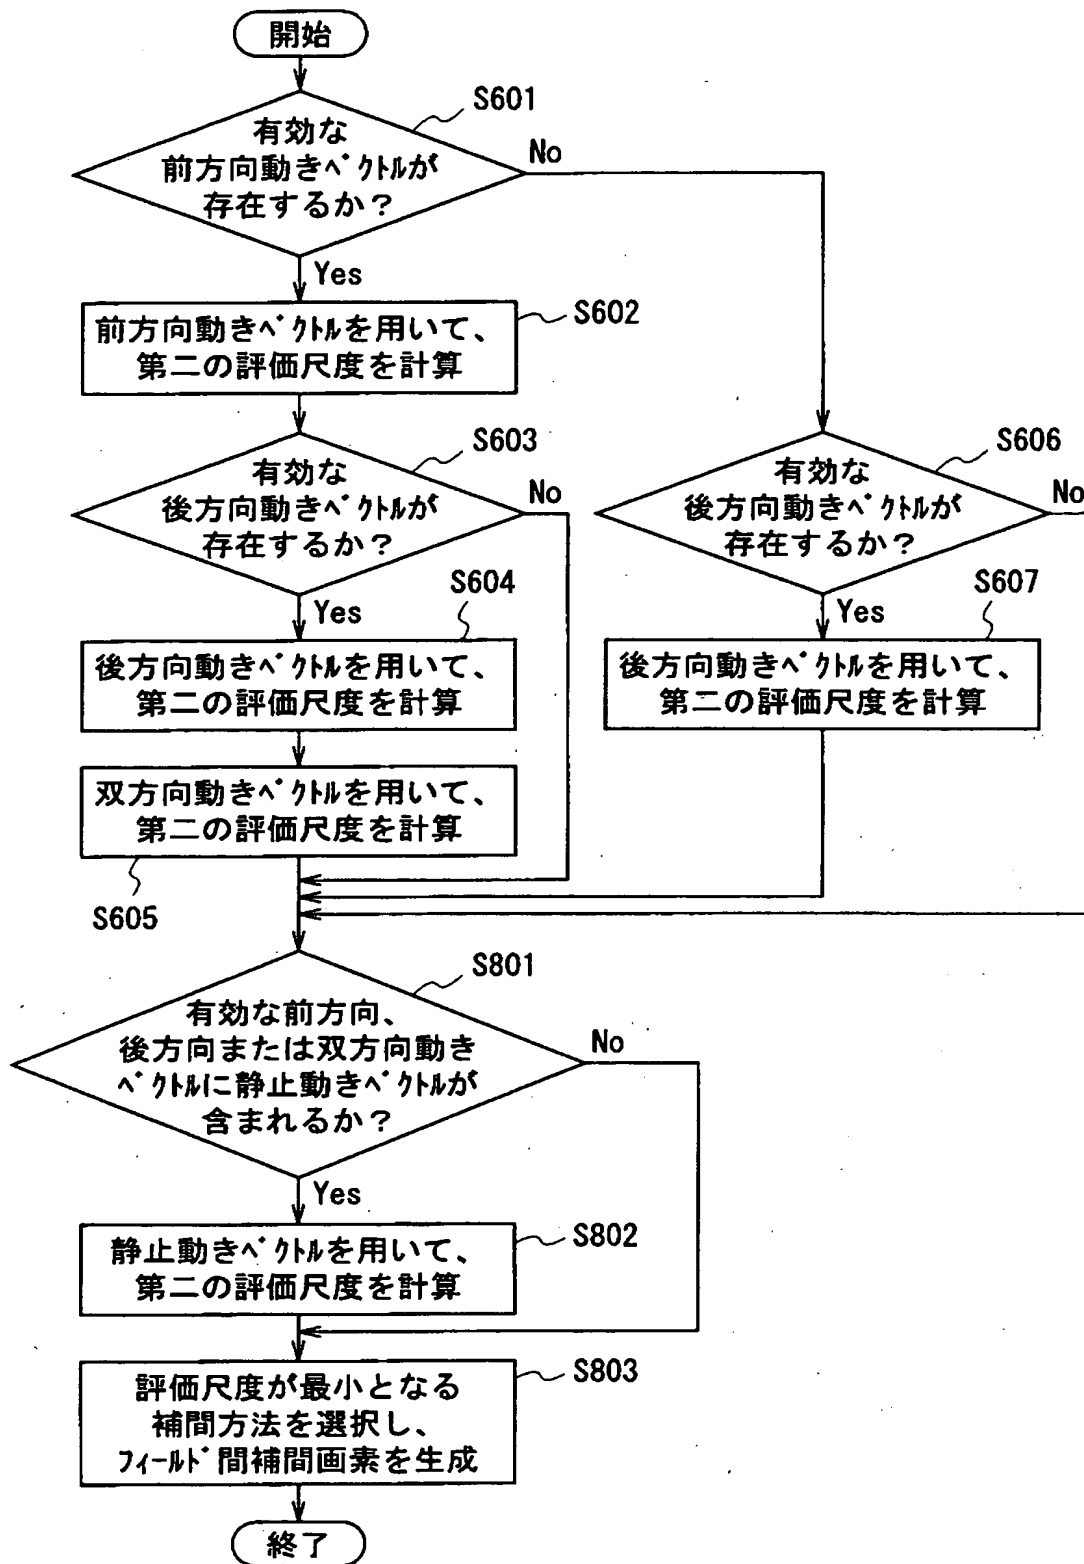 開始
S601
有効な
前方向動きベクトルが
存在するか？
No
Yes
S602
前方向動きベクトルを用いて、
第二の評価尺度を計算
S603
有効な
後方向動きベクトルが
存在するか？
No
Yes
S606
有効な
後方向動きベクトルが
存在するか？
No
Yes
S604
後方向動きベクトルを用いて、
第二の評価尺度を計算
S607
後方向動きベクトルを用いて、
第二の評価尺度を計算
双方向動きベクトルを用いて、
第二の評価尺度を計算
S605
S801
有効な前方向、
後方向または双方向動き
ベクトルに静止動きベクトルが
含まれるか？
No
Yes
S802
静止動きベクトルを用いて、
第二の評価尺度を計算
S803
評価尺度が最小となる
補間方法を選択し、
フィールド間補間画素を生成
終了